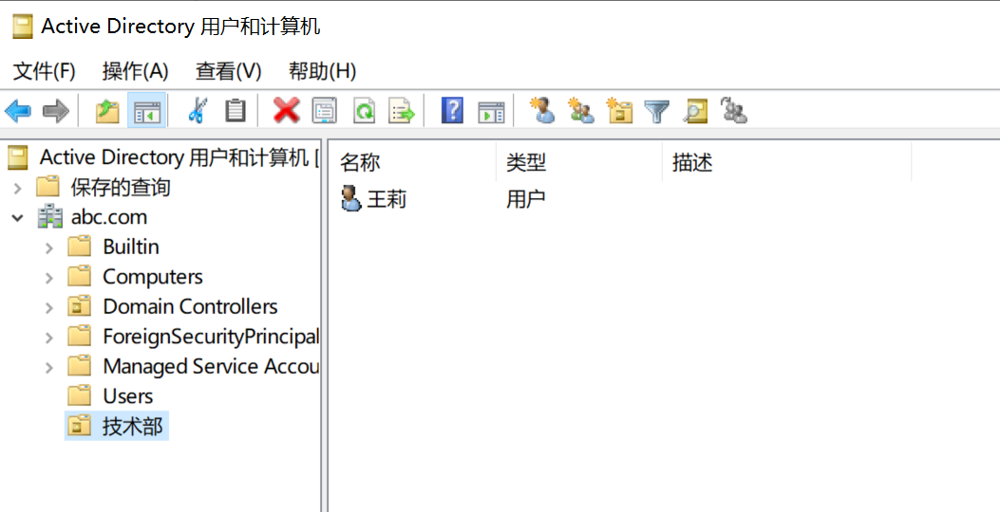 Active Directory 用户和计算机
文件(F) 操作(A) 查看(V) 帮助(H)
Active Directory 用户和计算机 [
保存的查询
abc.com
Builtin
Computers
Domain Controllers
ForeignSecurityPrincipal
Managed Service Accou
Users
技术部
名称 类型 描述
王莉 用户